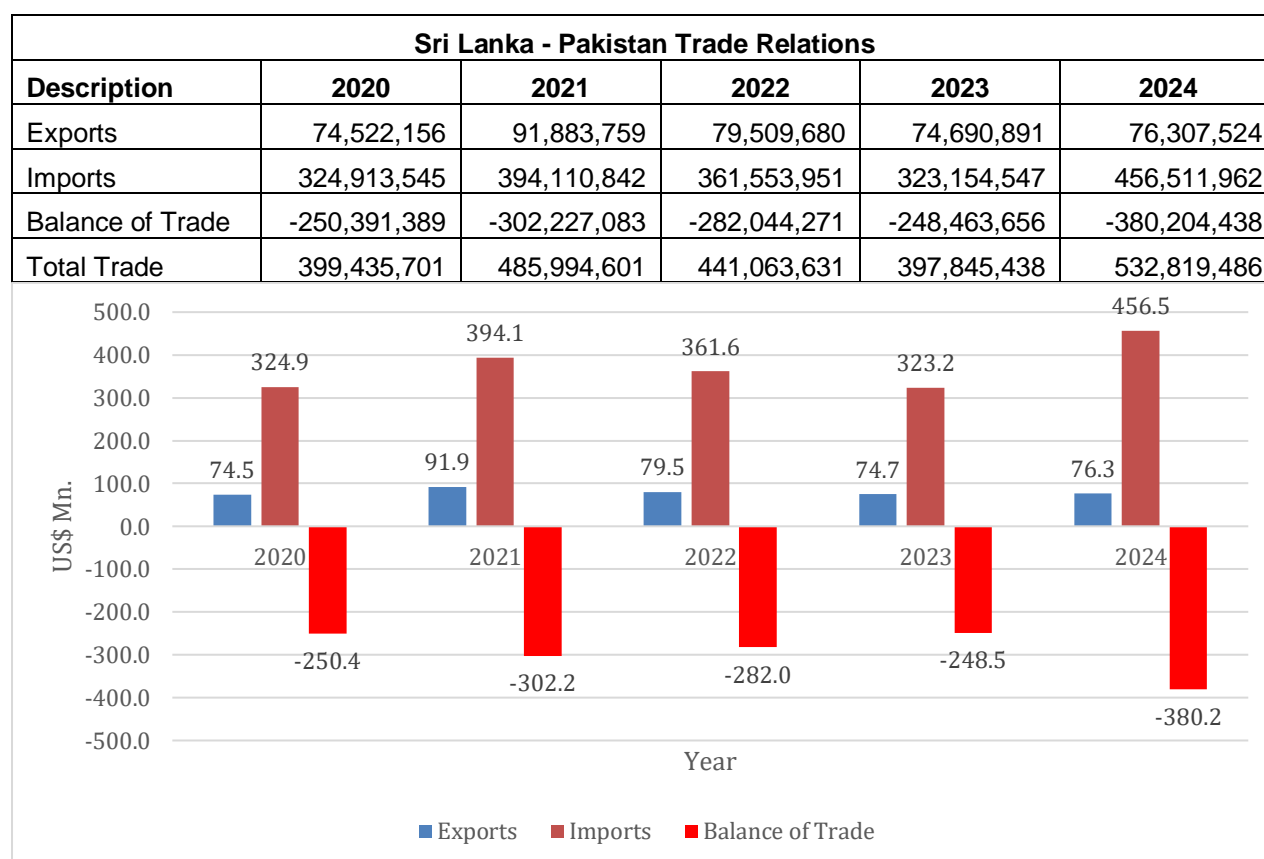 Sri Lanka - Pakistan Trade Relations
Description 2020 2021 2022 2023 2024
Exports 74,522,156 91,883,759 79,509,680 74,690,891 76,307,524
Imports 324,913,545 394,110,842 361,553,951 323,154,547 456,511,962
Balance of Trade -250,391,389 -302,227,083 -282,044,271 -248,463,656 -380,204,438
Total Trade 399,435,701 485,994,601 441,063,631 397,845,438 532,819,486
US$ Mn.
500.0
400.0
300.0
200.0
100.0
0.0
-100.0
-200.0
-300.0
-400.0
-500.0
74.5 324.9 -250.4
91.9 394.1 -302.2
79.5 361.6 -282.0
74.7 323.2 -248.5
76.3 456.5 -380.2
2020 2021 2022 2023 2024
Year
Exports Imports Balance of Trade